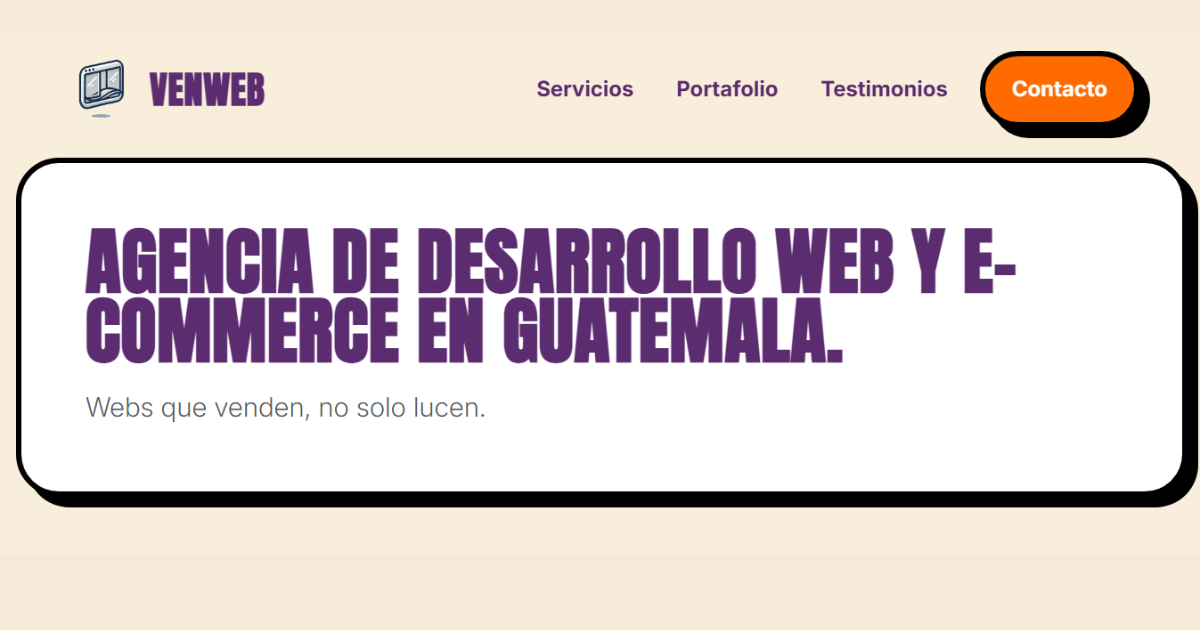 VENWEB
Servicios
Portafolio
Testimonios
Contacto
AGENCIA DE DESARROLLO WEB Y E-
COMMERCE EN GUATEMALA.
Webs que venden, no solo lucen.